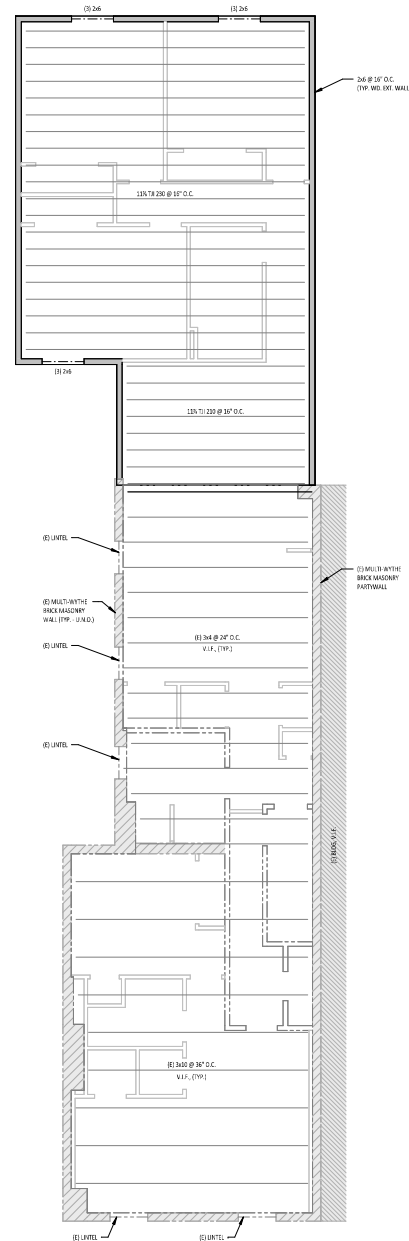 (3) 2x6
(3) 2x6
2x6 @ 16" O.C.
(TYP. WD. EXT. WALL
11⅞ TJI 230 @ 16" O.C.
(3) 2x6
11⅞ TJI 210 @ 16" O.C.
(E) LINTEL
(E) MULTI-WYTHE
BRICK MASONRY
PARTYWALL
(E) MULTI-WYTHE
BRICK MASONRY
WALL (TYP. - U.N.O.)
(E) 3x4 @ 24" O.C.
V.I.F., (TYP.)
(E) LINTEL
(E) LINTEL
(E) BLDG, V.I.F.
(E) 3x10 @ 36" O.C.
V.I.F., (TYP.)
(E) LINTEL
(E) LINTEL